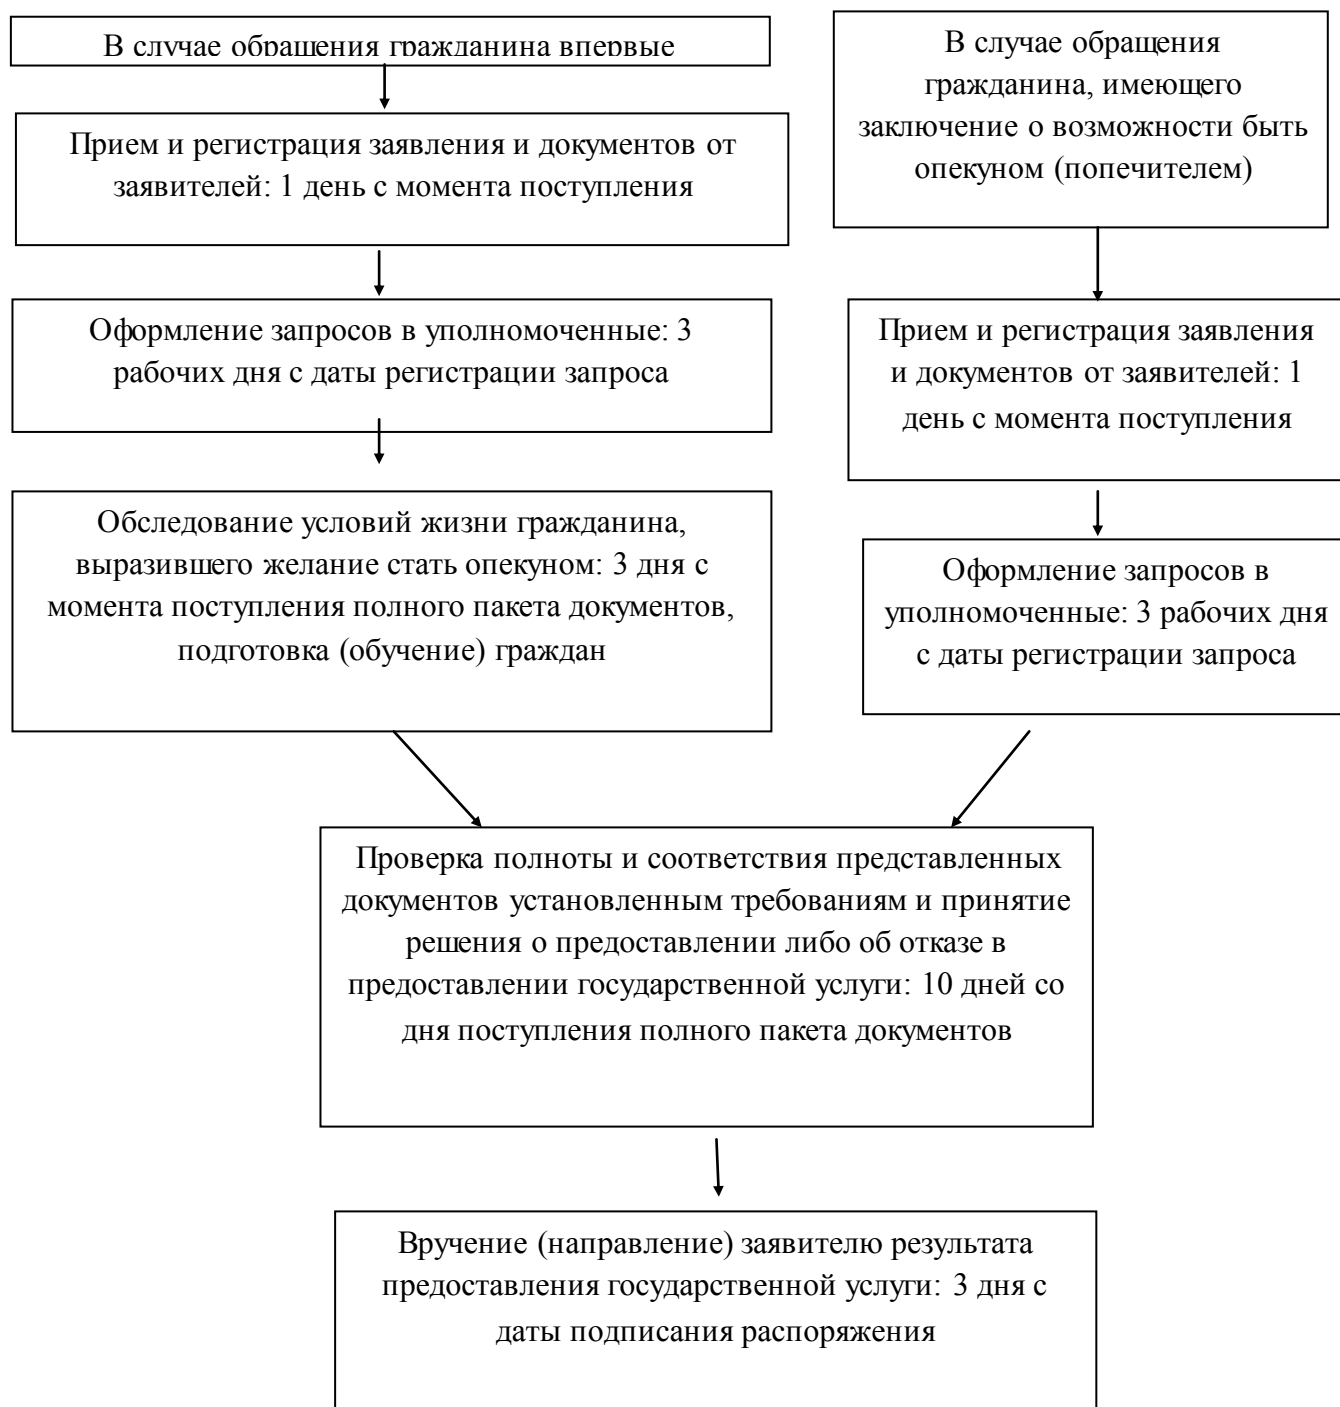 В случае обращения гражданина впервые
Прием и регистрация заявления и документов от
заявителей: 1 день с момента поступления
Оформление запросов в уполномоченные: 3
рабочих дня с даты регистрации запроса
Обследование условий жизни гражданина,
выразившего желание стать опекуном: 3 дня с
момента поступления полного пакета документов,
подготовка (обучение) граждан
В случае обращения
гражданина, имеющего
заключение о возможности быть
опекуном (попечителем)
Прием и регистрация заявления
и документов от заявителей: 1
день с момента поступления
Оформление запросов в
уполномоченные: 3 рабочих дня
с даты регистрации запроса
Проверка полноты и соответствия представленных
документов установленным требованиям и принятие
решения о предоставлении либо об отказе в
предоставлении государственной услуги: 10 дней со
дня поступления полного пакета документов
Вручение (направление) заявителю результата
предоставления государственной услуги: 3 дня с
даты подписания распоряжения